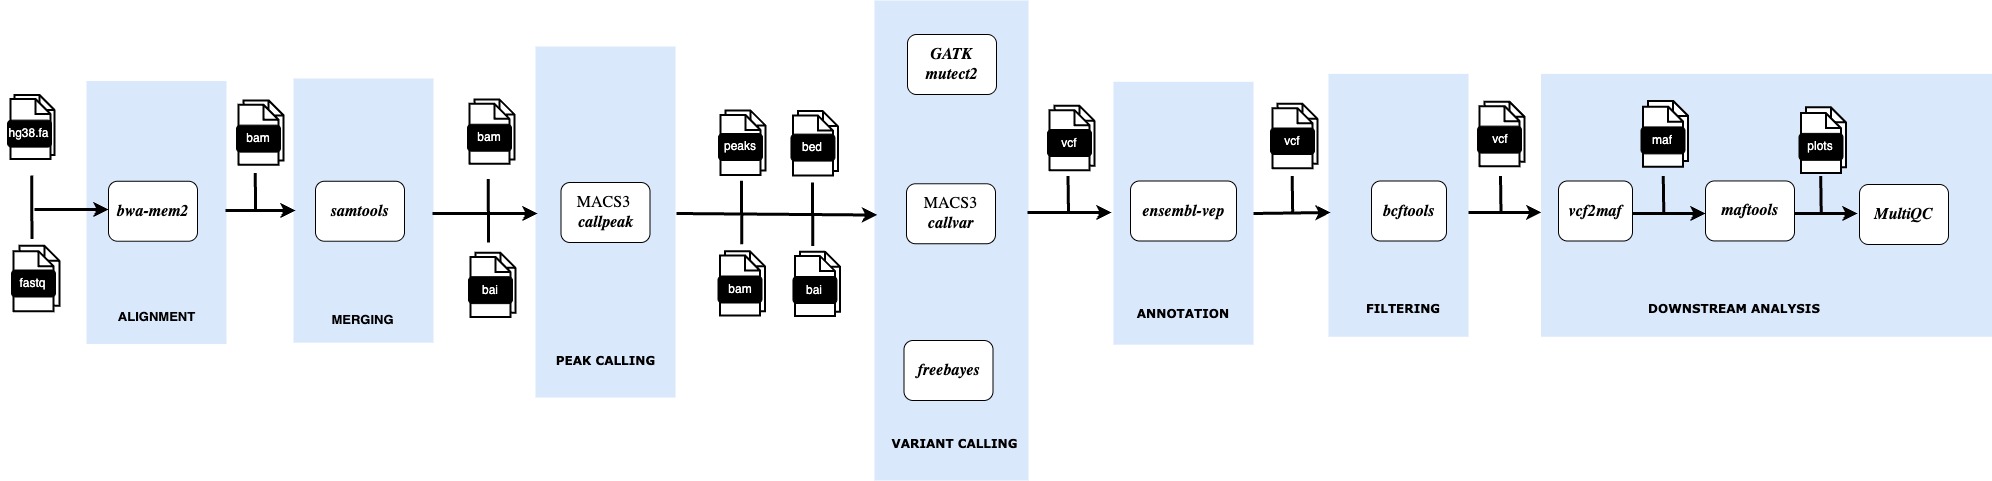 hg38.fa
fastq
bwa-mem2
ALIGNMENT
bam
samtools
MERGING
bam
bai
MACS3
callpeak
PEAK CALLING
peaks
bed
bam
bai
GATK
mutect2
MACS3
callvar
freebayes
VARIANT CALLING
vcf
ensembl-vep
ANNOTATION
vcf
bcftools
FILTERING
vcf
vcf2maf
maf
maftools
plots
MultiQC
DOWNSTREAM ANALYSIS